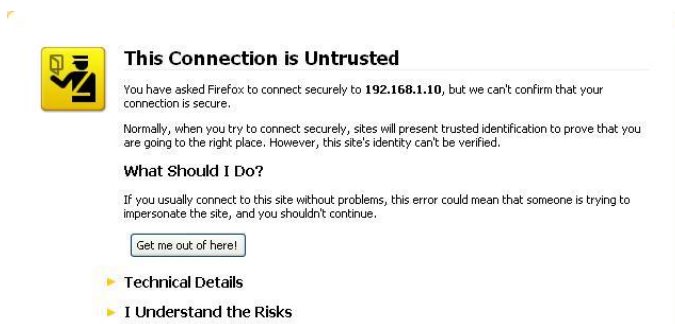 This Connection is Untrusted
You have asked Firefox to connect securely to 192.168.1.10, but we can't confirm that your
connection is secure.
Normally, when you try to connect securely, sites will present trusted identification to prove that you
are going to the right place. However, this site's identity can't be verified.
What Should I Do?
If you usually connect to this site without problems, this error could mean that someone is trying to
impersonate the site, and you shouldn't continue.
Get me out of here!
Technical Details
I Understand the Risks